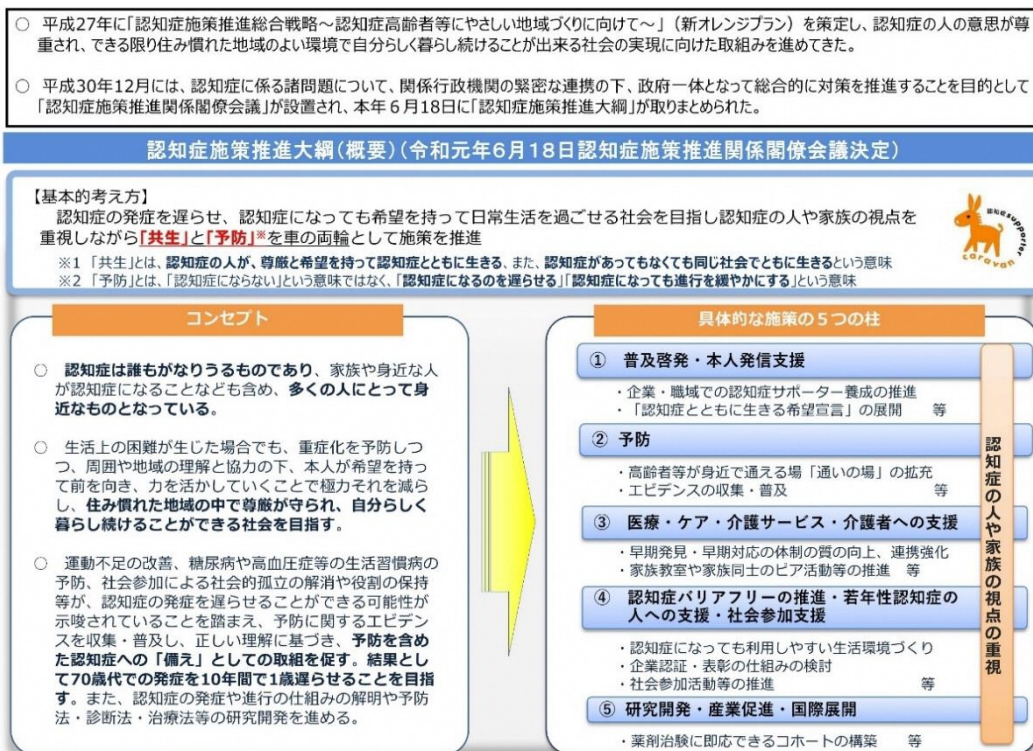 ○ 平成27年に「認知症施策推進総合戦略~認知症高齢者等にやさしい地域づくりに向けて~」(新オレンジプラン)を策定し、認知症の人の意思が尊
重され、できる限り住み慣れた地域のよい環境で自分らしく暮らし続けることが出来る社会の実現に向けた取組みを進めてきた。
○ 平成30年12月には、認知症に係る諸問題について、関係行政機関の緊密な連携の下、政府一体となって総合的に対策を推進することを目的として
「認知症施策推進関係閣僚会議」が設置され、本年6月18日に「認知症施策推進大綱」が取りまとめられた。
認知症施策推進大綱(概要)(令和元年6月18日認知症施策推進関係閣僚会議決定)
【基本的考え方】
認知症の発症を遅らせ、認知症になっても希望を持って日常生活を過ごせる社会を目指し認知症の人や家族の視点を
重視しながら「共生」と「予防」※を車の両輪として施策を推進
※1 「共生」とは、認知症の人が、尊厳と希望を持って認知症とともに生きる、また、認知症があってもなくても同じ社会でともに生きるという意味
※2 「予防」とは、「認知症にならない」という意味ではなく、「認知症になるのを遅らせる」「認知症になっても進行を緩やかにする」という意味
認知症supporter
caravan
コンセプト
○ 認知症は誰もがなりうるものであり、家族や身近な人
が認知症になることなども含め、多くの人にとって身
近なものとなっている。
○ 生活上の困難が生じた場合でも、重症化を予防しつ
つ、周囲や地域の理解と協力の下、本人が希望を持っ
て前を向き、力を活かしていくことで極力それを減ら
し、住み慣れた地域の中で尊厳が守られ、自分らしく
暮らし続けることができる社会を目指す。
○ 運動不足の改善、糖尿病や高血圧症等の生活習慣病の
予防、社会参加による社会的孤立の解消や役割の保持
等が、認知症の発症を遅らせることができる可能性が
示唆されていることを踏まえ、予防に関するエビデン
スを収集・普及し、正しい理解に基づき、予防を含め
た認知症への「備え」としての取組を促す。結果とし
て70歳代での発症を10年間で1歳遅らせることを目指
す。また、認知症の発症や進行の仕組みの解明や予防
法・診断法・治療法等の研究開発を進める。
具体的な施策の5つの柱
① 普及啓発・本人発信支援
・企業・職域での認知症サポーター養成の推進
・「認知症とともに生きる希望宣言」の展開 等
② 予防
・高齢者等が身近で通える場「通いの場」の拡充
・エビデンスの収集・普及 等
③ 医療・ケア・介護サービス・介護者への支援
・早期発見・早期対応の体制の質の向上、連携強化
・家族教室や家族同士のピア活動等の推進 等
④ 認知症バリアフリーの推進・若年性認知症の
人への支援・社会参加支援
・認知症になっても利用しやすい生活環境づくり
・企業認証・表彰の仕組みの検討
・社会参加活動等の推進 等
⑤ 研究開発・産業促進・国際展開
・薬剤治験に即応できるコホートの構築 等
認知症の人や家族の視点の重視